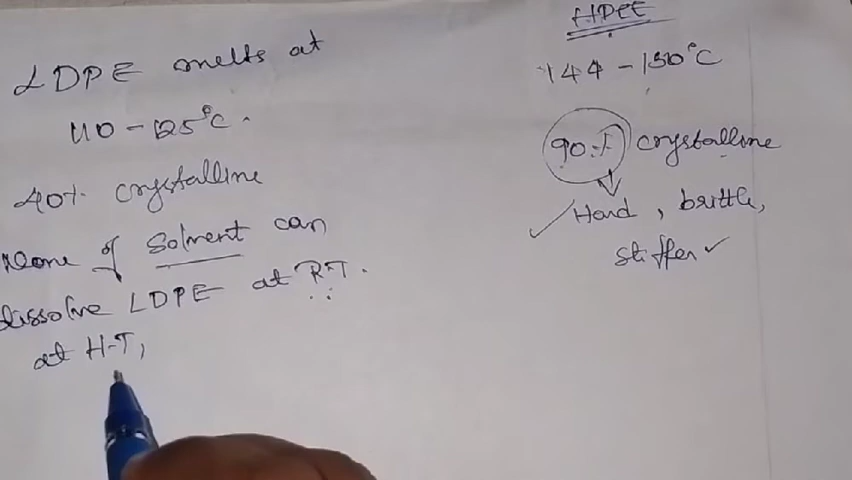 LDPE melts at
110 - 125°C.
40% crystalline
None of Solvent can
dissolve LDPE at R.T.
at H-T,
HDPE
144 - 150°C
90% crystalline
Hard, brittle,
stiffer